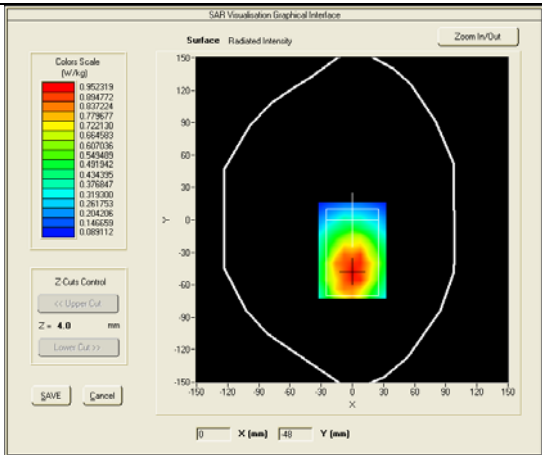 SAR Visualisation Graphical Interface
Surface Radiated Intensity
Zoom In/Out
Colors Scale
(W/kg)
0.952319
0.894772
0.837224
0.779677
0.722130
0.664583
0.607036
0.549489
0.491942
0.434395
0.376847
0.319300
0.261753
0.204206
0.146659
0.089112
Z Cuts Control
<< Upper Cut
Z = 4.0 mm
Lower Cut >>
SAVE Cancel
150
120
90
60
30
0
-30
-60
-90
-120
-150
Y
-150 -120 -90 -60 -30 0 30 60 90 120 150
X
0 X (mm) -48 Y (mm)